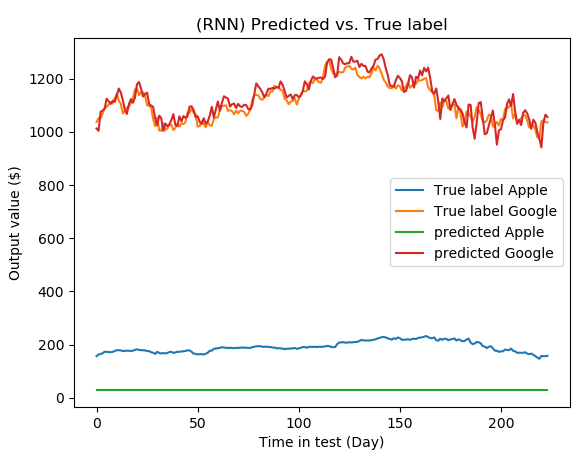 (RNN) Predicted vs. True label
Output value ($)
1200
1000
800
600
400
200
0
True label Apple
True label Google
predicted Apple
predicted Google
0 50 100 150 200
Time in test (Day)